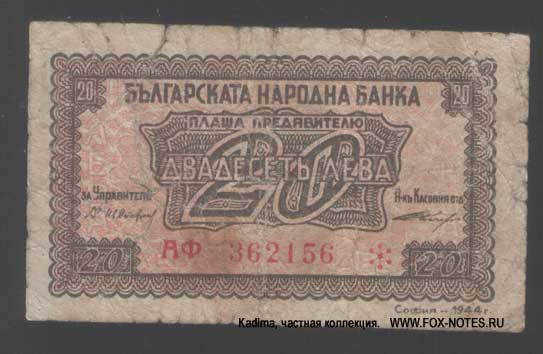 20 20
БЪЛГАРСКАТА НАРОДНА БАНКА
ПЛАЩА ПРЕДЯВИТЕЛЮ
ДВАДЕСЕТЬ ЛЕВА
20
ЗА УПРАВИТЕЛЬ Н-КЪ КАСОВИЯ ОТД.
АФ 362156
20 20
София – 1944 г.
Kadima, частная коллекция. WWW.FOX-NOTES.RU